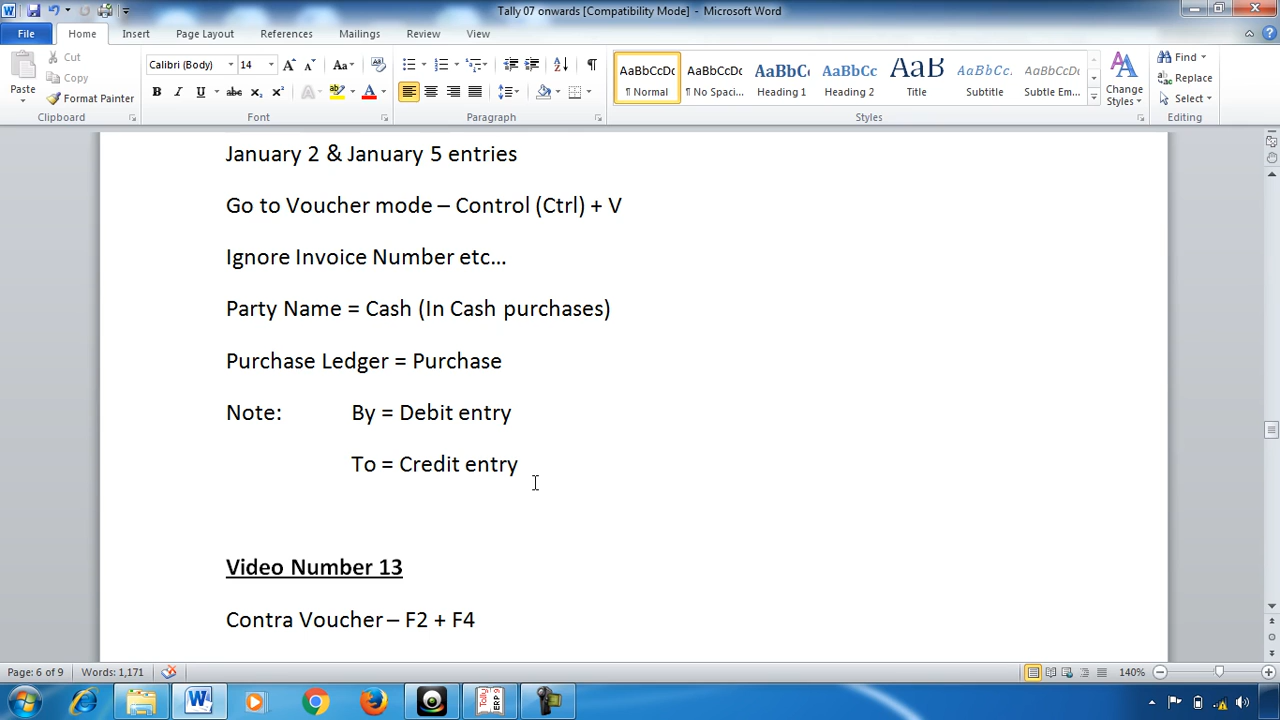 Tally 07 onwards [Compatibility Mode] - Microsoft Word
File Home Insert Page Layout References Mailings Review View
Paste Cut Copy Format Painter Clipboard
Calibri (Body) 14 Font
Paragraph
AaBbCcDc AaBbCcDc AaBbCc AaBbCc AaB AaBbCc. AaBbCcDc
¶ Normal ¶ No Spaci... Heading 1 Heading 2 Title Subtitle Subtle Em...
Change Styles Styles
Find Replace Select Editing
January 2 & January 5 entries
Go to Voucher mode – Control (Ctrl) + V
Ignore Invoice Number etc...
Party Name = Cash (In Cash purchases)
Purchase Ledger = Purchase
Note: By = Debit entry
To = Credit entry
Video Number 13
Contra Voucher – F2 + F4
Page: 6 of 9 Words: 1,171 140%
Tally ERP 9